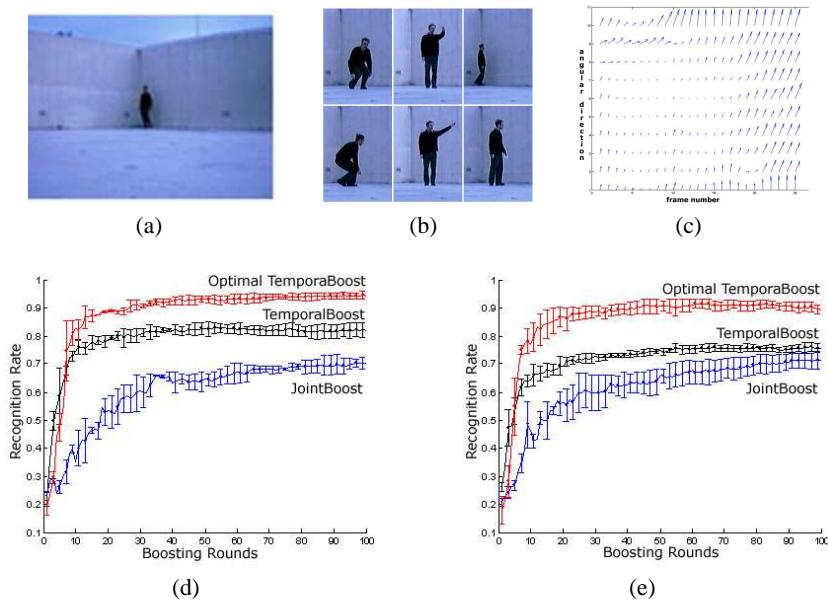 angular direction
frame number
(a)
(b)
(c)
1
0.9
0.8
0.7
0.6
0.5
0.4
0.3
0.2
0.1
Recognition Rate
Optimal TemporaBoost
TemporalBoost
JointBoost
0 10 20 30 40 50 60 70 80 90 100
Boosting Rounds
(d)
1
0.9
0.8
0.7
0.6
0.5
0.4
0.3
0.2
0.1
Recognition Rate
Optimal TemporaBoost
TemporalBoost
JointBoost
0 10 20 30 40 50 60 70 80 90 100
Boosting Rounds
(e)